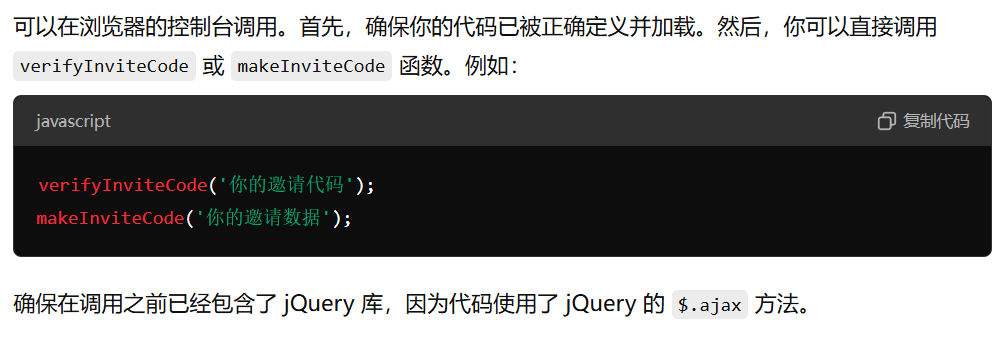 可以在浏览器的控制台调用。首先，确保你的代码已被正确定义并加载。然后，你可以直接调用
verifyInviteCode 或 makeInviteCode 函数。例如：
javascript 复制代码
verifyInviteCode('你的邀请代码');
makeInviteCode('你的邀请数据');
确保在调用之前已经包含了 jQuery 库，因为代码使用了 jQuery 的 $.ajax 方法。